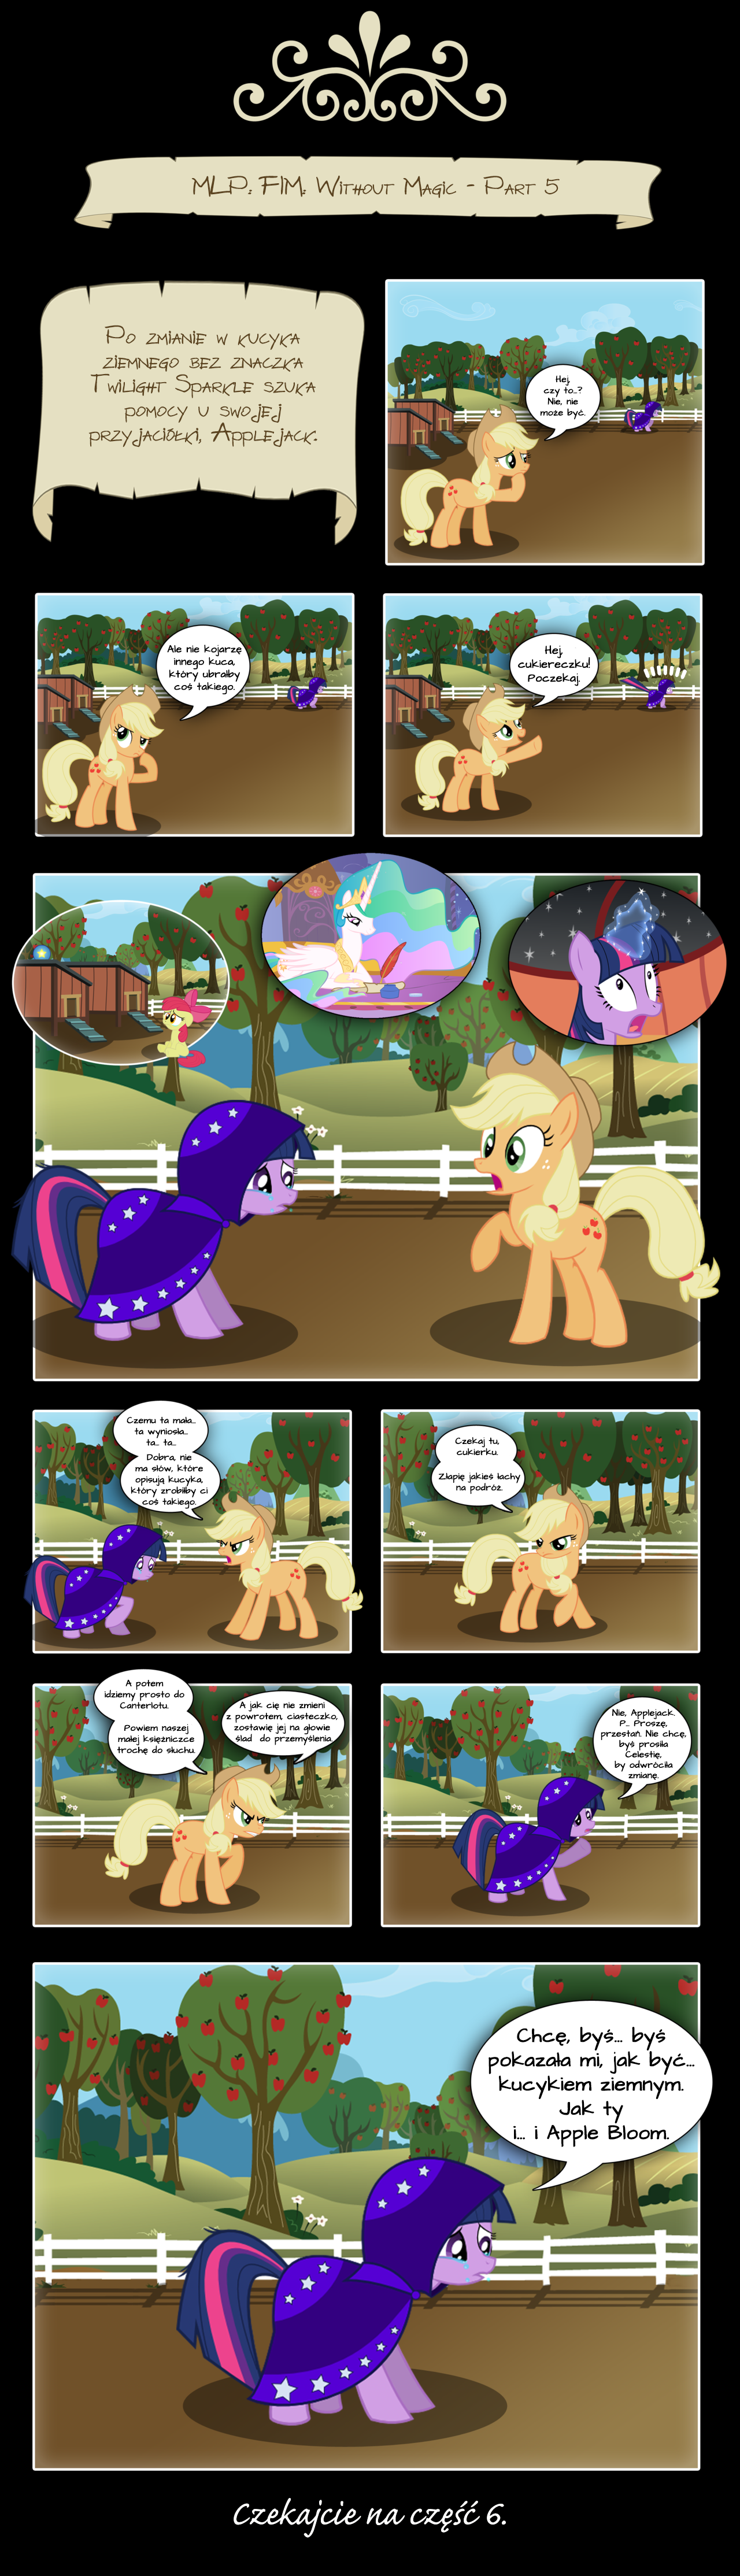 MLP: FIM: Without Magic - Part 5
Po zmianie w kucyka
ziemnego bez znaczka
Twilight Sparkle szuka
pomocy u swojej
przyjaciółki, Applejack.
Hej,
czy to...?
Nie, nie
może być.
Ale nie kojarzę
innego kuca,
który ubrałby
coś takiego.
Hej,
cukiereczku!
Poczekaj.
Czemu ta mała...
ta wyniosła...
ta... ta...
Dobra, nie
ma słów, które
opisują kucyka,
który zrobiłby ci
coś takiego.
Czekaj tu,
cukierku.
Złapię jakieś łachy
na podróż.
A potem
idziemy prosto do
Canterlotu.
Powiem naszej
małej księżniczce
trochę do słuchu.
A jak cię nie zmieni
z powrotem, ciasteczko,
zostawię jej na głowie
ślad do przemyślenia.
Nie, Applejack.
P... Proszę,
przestań. Nie chcę,
byś prosiła
Celestię,
by odwróciła
zmianę.
Chcę, byś... byś
pokazała mi, jak być...
kucykiem ziemnym.
Jak ty
i... i Apple Bloom.
Czekajcie na część 6.